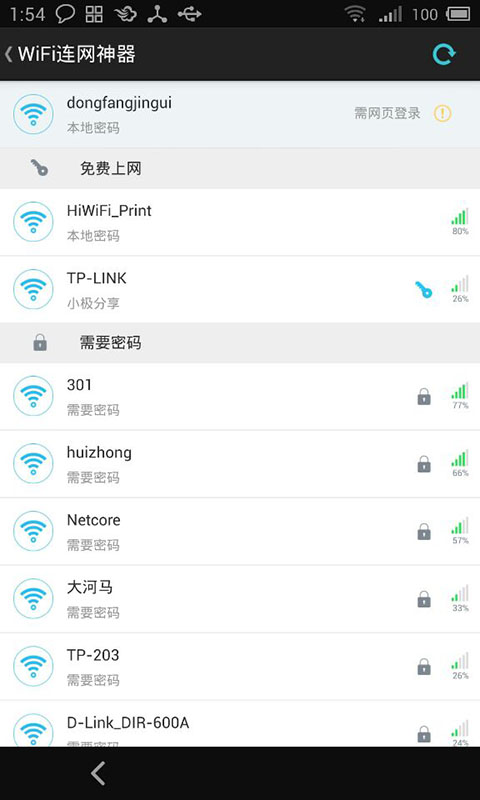 1:54
100
WiFi连网神器
dongfangjingui
本地密码
需网页登录
免费上网
HiWiFi_Print
本地密码
80%
TP-LINK
小极分享
26%
需要密码
301
需要密码
77%
huizhong
需要密码
66%
Netcore
需要密码
57%
大河马
需要密码
33%
TP-203
需要密码
26%
D-Link_DIR-600A
需要密码
24%